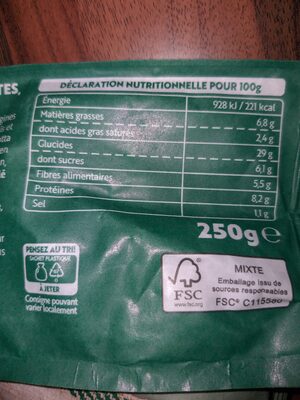 DÉCLARATION NUTRITIONNELLE POUR 100g
Energie 928 kJ / 221 kcal
Matières grasses 6,8 g
dont acides gras saturés 2,4 g
Glucides 29 g
dont sucres 6,1 g
Fibres alimentaires 5,5 g
Protéines 8,2 g
Sel 1,1 g
250g e
PENSEZ AU TRI!
SACHET PLASTIQUE
À JETER
Consigne pouvant
varier localement
FSC
www.fsc.org
MIXTE
Emballage issu de
sources responsables
FSC® C115580
TES,